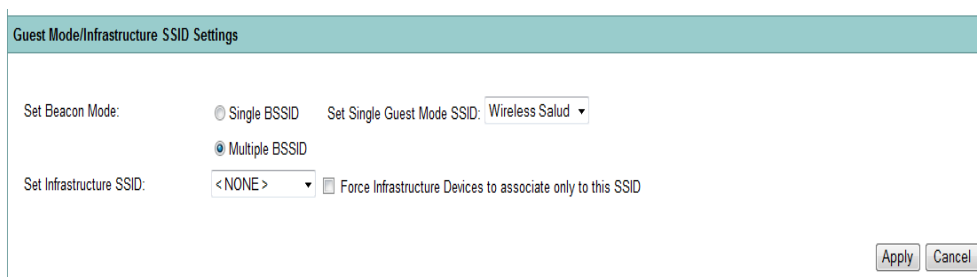 Guest Mode/Infrastructure SSID Settings
Set Beacon Mode: Single BSSID Set Single Guest Mode SSID: Wireless Salud
Multiple BSSID
Set Infrastructure SSID: < NONE > Force Infrastructure Devices to associate only to this SSID
Apply Cancel